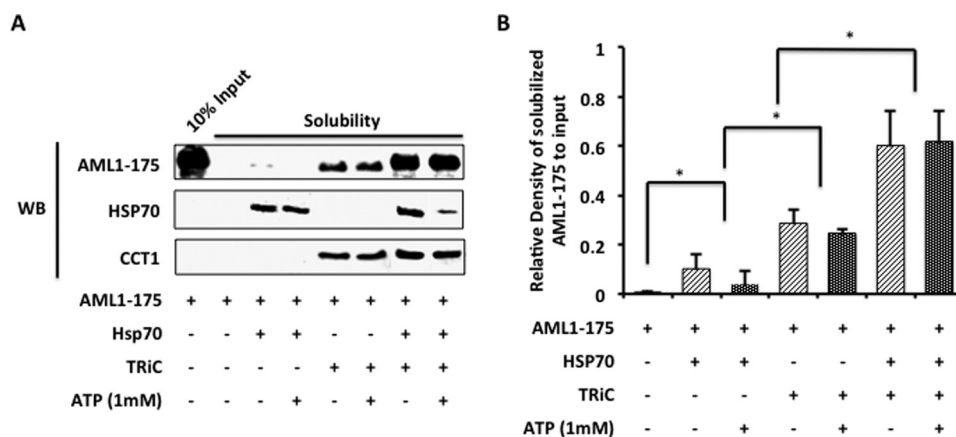 A
10% Input
Solubility
WB
AML1-175
HSP70
CCT1
AML1-175 + + + + + + + +
Hsp70 - - + + - - + +
TRiC - - - - + + + +
ATP (1mM) - - - + - + - +
B
Relative Density of solubilized
AML1-175 to input
1
0.8
0.6
0.4
0.2
0
*
*
*
AML1-175 + + + + + + +
HSP70 - + + - - + +
TRiC - - - + + + +
ATP (1mM) - - + - + - +